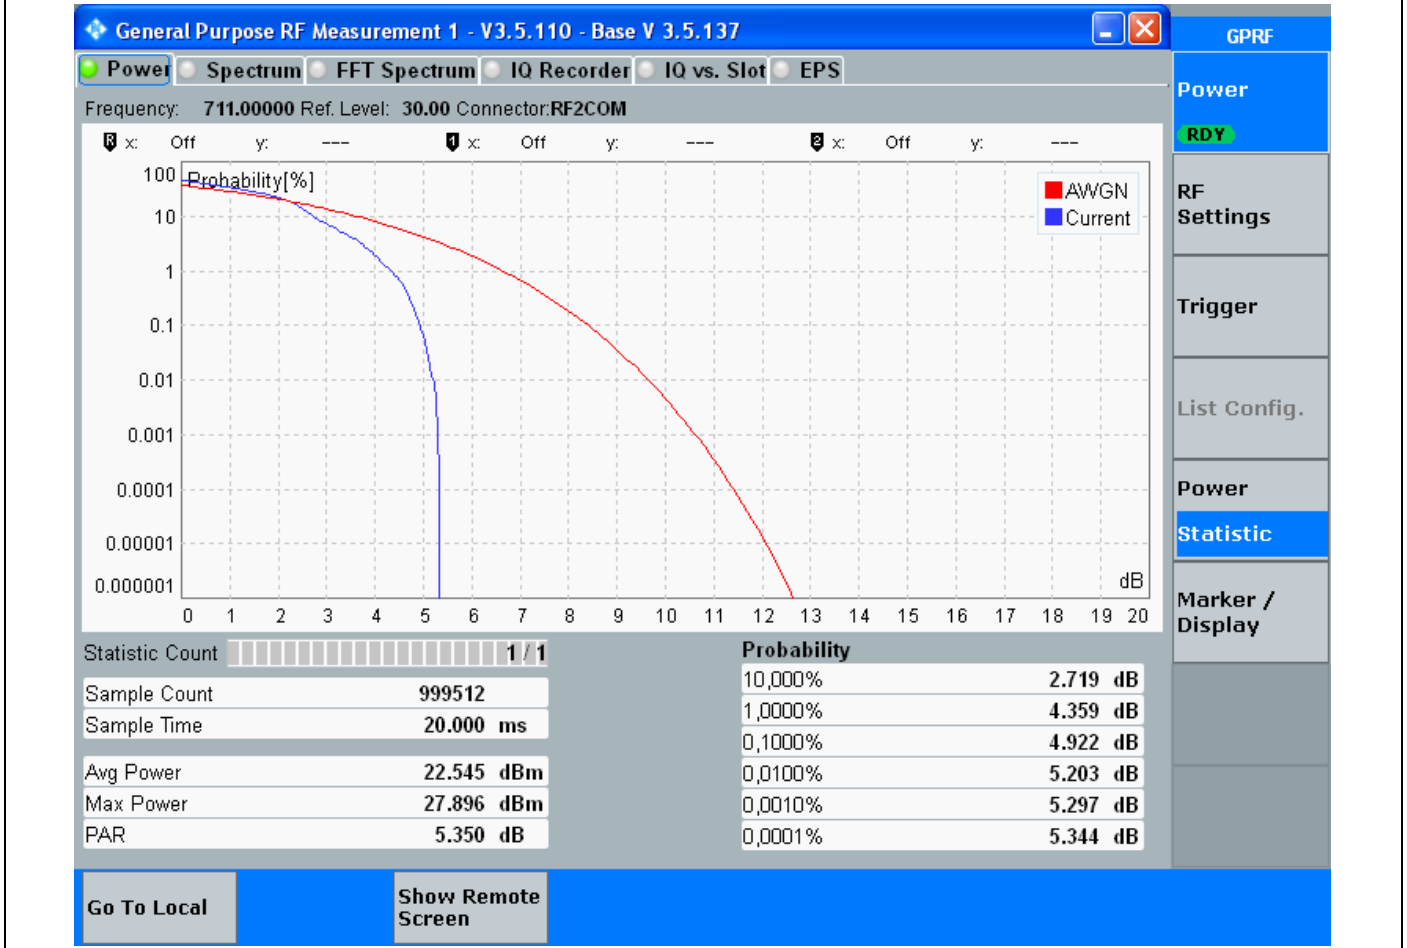 General Purpose RF Measurement 1 - V3.5.110 - Base V 3.5.137
GPRF
Power Spectrum FFT Spectrum IQ Recorder IQ vs. Slot EPS
Frequency: 711.00000 Ref. Level: 30.00 Connector:RF2COM
R x: Off y: --- 1 x: Off y: --- 2 x: Off y: ---
Probability[%]
AWGN
Current
100
10
1
0.1
0.01
0.001
0.0001
0.00001
0.000001
dB
0 1 2 3 4 5 6 7 8 9 10 11 12 13 14 15 16 17 18 19 20
Statistic Count 1 / 1
Sample Count 999512
Sample Time 20.000 ms
Avg Power 22.545 dBm
Max Power 27.896 dBm
PAR 5.350 dB
Probability
10,000% 2.719 dB
1,0000% 4.359 dB
0,1000% 4.922 dB
0,0100% 5.203 dB
0,0010% 5.297 dB
0,0001% 5.344 dB
Power
RDY
RF
Settings
Trigger
List Config.
Power
Statistic
Marker /
Display
Go To Local
Show Remote
Screen